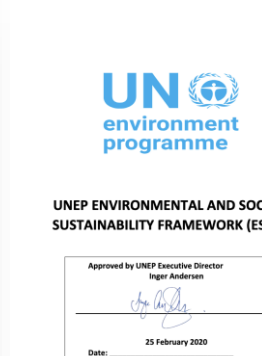 UN
environment
programme
UNEP ENVIRONMENTAL AND SOC
SUSTAINABILITY FRAMEWORK (ES
Approved by UNEP Executive Director
Inger Andersen
25 February 2020
Date: